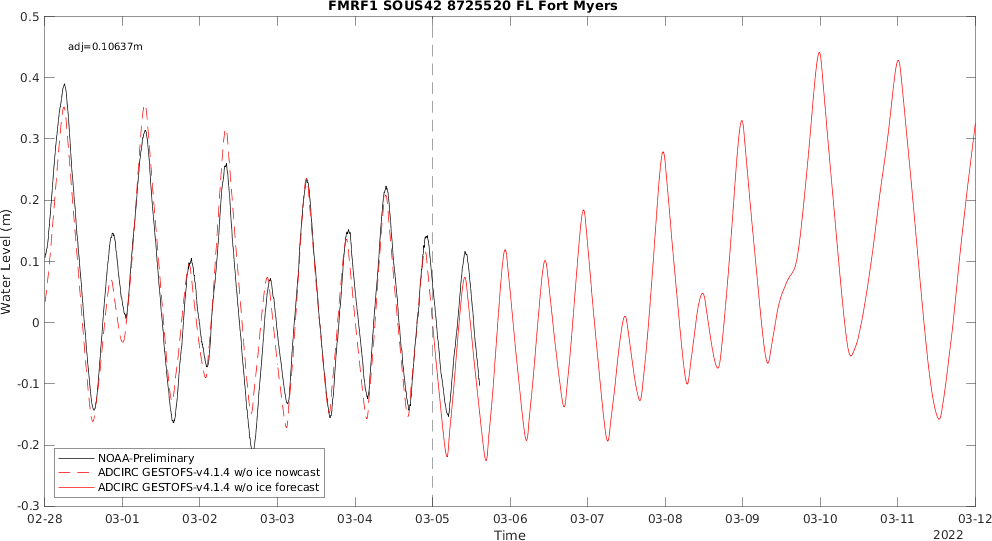 FMRF1 SOUS42 8725520 FL Fort Myers
adj=0.10637m
0.5
0.4
0.3
0.2
0.1
0
-0.1
-0.2
-0.3
Water Level (m)
NOAA-Preliminary
ADCIRC GESTOFS-v4.1.4 w/o ice nowcast
ADCIRC GESTOFS-v4.1.4 w/o ice forecast
02-28 03-01 03-02 03-03 03-04 03-05 03-06 03-07 03-08 03-09 03-10 03-11 03-12
Time
2022